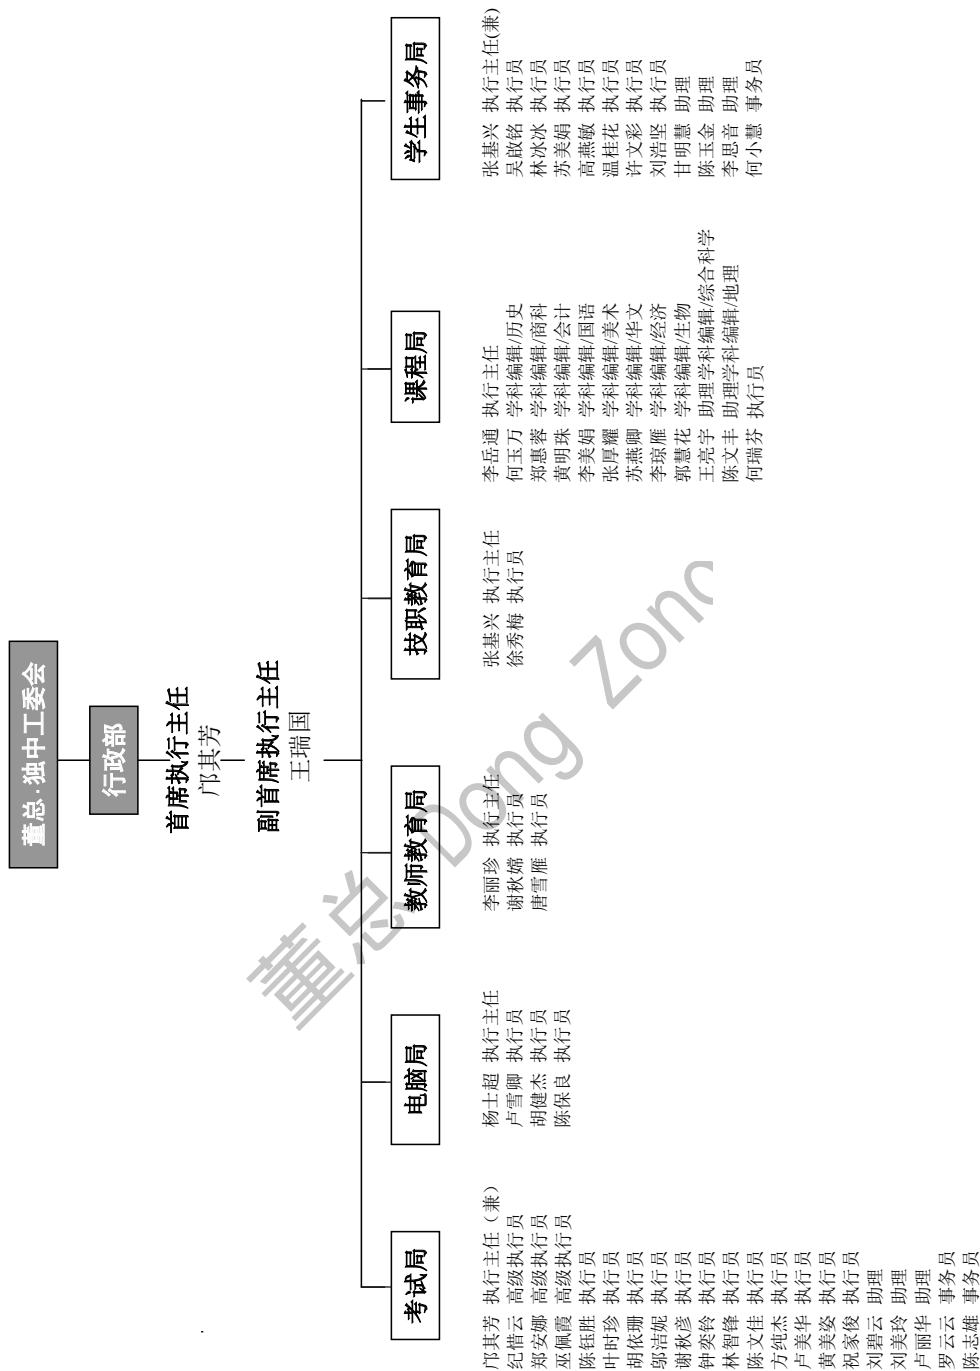 董总.独中工委会
行政部
首席执行主任
邝其芳
副首席执行主任
王瑞国
考试局
邝其芳 执行主任（兼）
纪惜云 高级执行员
郑安娜 高级执行员
巫佩霞 高级执行员
陈钰胜 执行员
叶时珍 执行员
胡依珊 执行员
邬洁妮 执行员
谢秋彦 执行员
钟奕铃 执行员
林智锋 执行员
陈文佳 执行员
方纯杰 执行员
卢美华 执行员
黄美姿 执行员
祝家俊 执行员
刘碧云 助理
刘美玲 助理
卢丽华 助理
罗云云 事务员
陈志雄 事务员
电脑局
杨士超 执行主任
卢雪卿 执行员
胡健杰 执行员
陈保良 执行员
教师教育局
李丽珍 执行主任
谢秋嫦 执行员
唐雪雁 执行员
技职教育局
张基兴 执行主任
徐秀梅 执行员
课程局
李岳通 执行主任
何玉万 学科编辑/历史
郑惠蓉 学科编辑/商科
黄明珠 学科编辑/会计
李美娟 学科编辑/国语
张厚耀 学科编辑/美术
苏燕卿 学科编辑/华文
李琼雁 学科编辑/经济
郭慧花 学科编辑/生物
王亮宇 助理学科编辑/综合科学
陈文丰 助理学科编辑/地理
何瑞芬 执行员
学生事务局
张基兴 执行主任(兼)
吴啟铭 执行员
林冰冰 执行员
苏美娟 执行员
高燕敏 执行员
温桂花 执行员
许文彩 执行员
刘浩坚 执行员
甘明慧 助理
陈玉金 助理
李思音 助理
何小慧 事务员
董总 Dong Zong